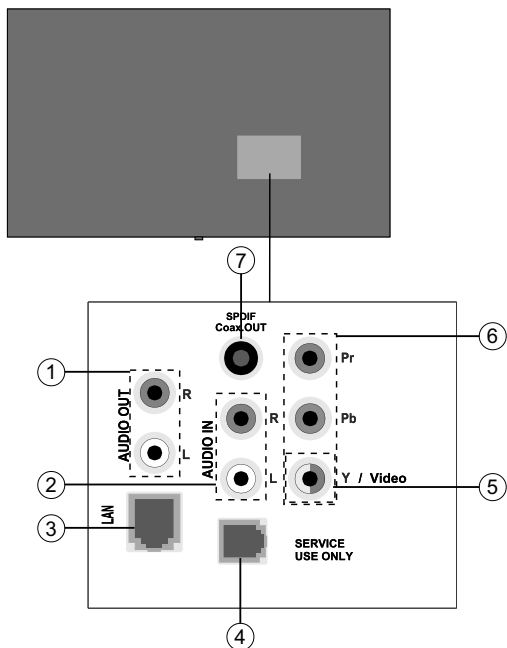 7
SPDIF
Coax.OUT
6
1
Pr
R
R
AUDIO OUT
AUDIO IN
Pb
L
L
Y / Video
2
5
LAN
3
SERVICE
USE ONLY
4